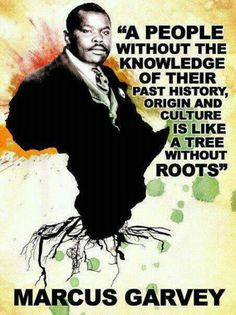 “A PEOPLE
WITHOUT THE
KNOWLEDGE
OF THEIR
PAST HISTORY,
ORIGIN AND
CULTURE
IS LIKE
A TREE
WITHOUT
ROOTS”
MARCUS GARVEY